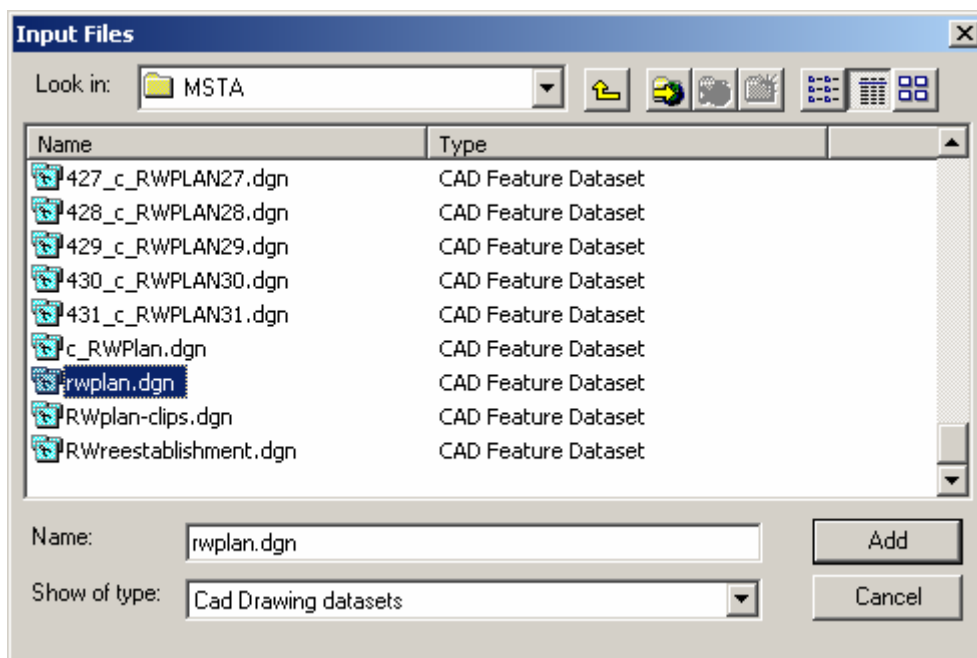 Input Files
Look in: MSTA
Name Type
427_c_RWPLAN27.dgn CAD Feature Dataset
428_c_RWPLAN28.dgn CAD Feature Dataset
429_c_RWPLAN29.dgn CAD Feature Dataset
430_c_RWPLAN30.dgn CAD Feature Dataset
431_c_RWPLAN31.dgn CAD Feature Dataset
c_RWPlan.dgn CAD Feature Dataset
rwplan.dgn CAD Feature Dataset
RWplan-clips.dgn CAD Feature Dataset
RWreestablishment.dgn CAD Feature Dataset
Name: rwplan.dgn Add
Show of type: Cad Drawing datasets Cancel